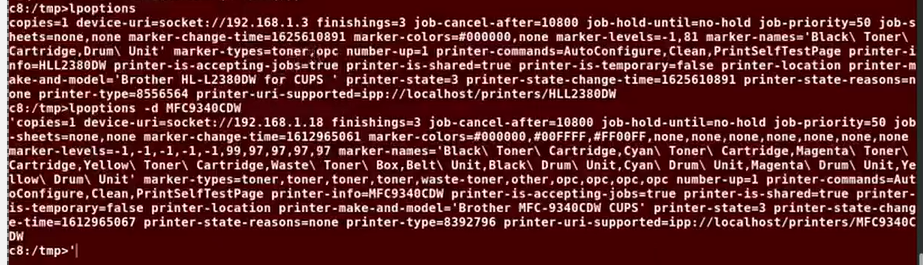 c8:/tmp>lpoptions
copies=1 device-uri=socket://192.168.1.3 finishings=3 job-cancel-after=10800 job-hold-until=no-hold job-priority=50 job-s
heets=none,none marker-change-time=1625610891 marker-colors=#000000,none marker-levels=-1,81 marker-names='Black\ Toner\
Cartridge,Drum\ Unit' marker-types=toner,opc number-up=1 printer-commands=AutoConfigure,Clean,PrintSelfTestPage printer-i
nfo=HLL2380DW printer-is-accepting-jobs=true printer-is-shared=true printer-is-temporary=false printer-location printer-m
ake-and-model='Brother HL-L2380DW for CUPS ' printer-state=3 printer-state-change-time=1625610891 printer-state-reasons=n
one printer-type=8556564 printer-uri-supported=ipp://localhost/printers/HLL2380DW
c8:/tmp>lpoptions -d MFC9340CDW
'copies=1 device-uri=socket://192.168.1.18 finishings=3 job-cancel-after=10800 job-hold-until=no-hold job-priority=50 job
-sheets=none,none marker-change-time=1612965061 marker-colors=#000000,#00FFFF,#FF00FF,none,none,none,none,none,none
marker-levels=-1,-1,-1,-1,-1,99,97,97,97,97 marker-names='Black\ Toner\ Cartridge,Cyan\ Toner\ Cartridge,Magenta\ Toner\
Cartridge,Yellow\ Toner\ Cartridge,Waste\ Toner\ Box,Belt\ Unit,Black\ Drum\ Unit,Cyan\ Drum\ Unit,Magenta\ Drum\ Unit,Ye
llow\ Drum\ Unit' marker-types=toner,toner,toner,toner,waste-toner,other,opc,opc,opc,opc number-up=1 printer-commands=Aut
oConfigure,Clean,PrintSelfTestPage printer-info=MFC9340CDW printer-is-accepting-jobs=true printer-is-shared=true printer-
is-temporary=false printer-location printer-make-and-model='Brother MFC-9340CDW CUPS' printer-state=3 printer-state-chang
e-time=1612965067 printer-state-reasons=none printer-type=8392796 printer-uri-supported=ipp://localhost/printers/MFC9340C
DW
c8:/tmp>'